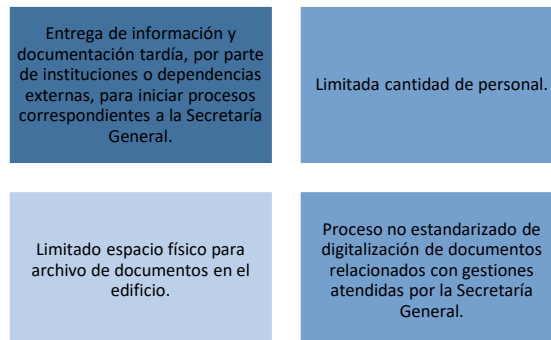 Entrega de información y
documentación tardía, por parte
de instituciones o dependencias
externas, para iniciar procesos
correspondientes a la Secretaría
General.
Limitada cantidad de personal.
Limitado espacio físico para
archivo de documentos en el
edificio.
Proceso no estandarizado de
digitalización de documentos
relacionados con gestiones
atendidas por la Secretaría
General.